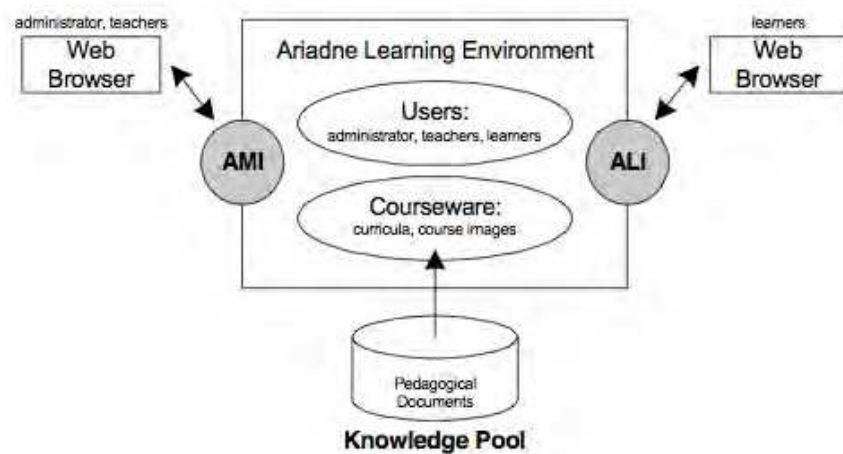 administrator, teachers
Web
Browser
Ariadne Learning Environment
learners
Web
Browser
Users:
administrator, teachers, learners
AMI
ALI
Courseware:
curricula, course images
Pedagogical
Documents
Knowledge Pool